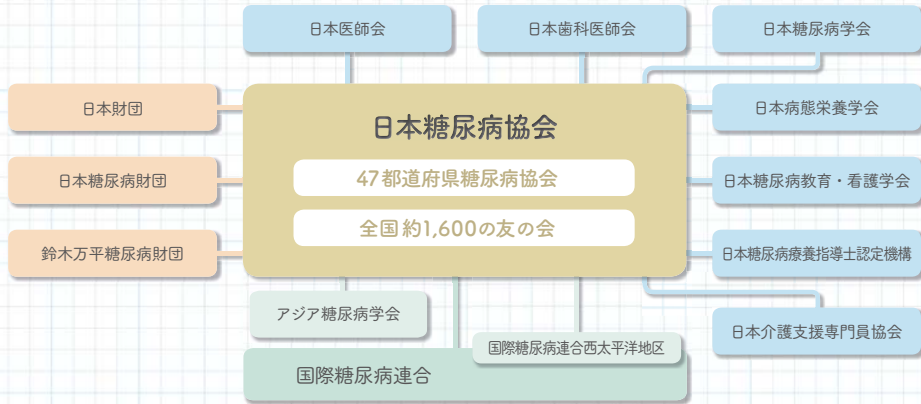 日本医師会
日本歯科医師会
日本糖尿病学会
日本財団
日本糖尿病協会
日本病態栄養学会
日本糖尿病財団
47都道府県糖尿病協会
日本糖尿病教育・看護学会
全国約1,600の友の会
鈴木万平糖尿病財団
日本糖尿病療養指導士認定機構
アジア糖尿病学会
日本介護支援専門員協会
国際糖尿病連合西太平洋地区
国際糖尿病連合